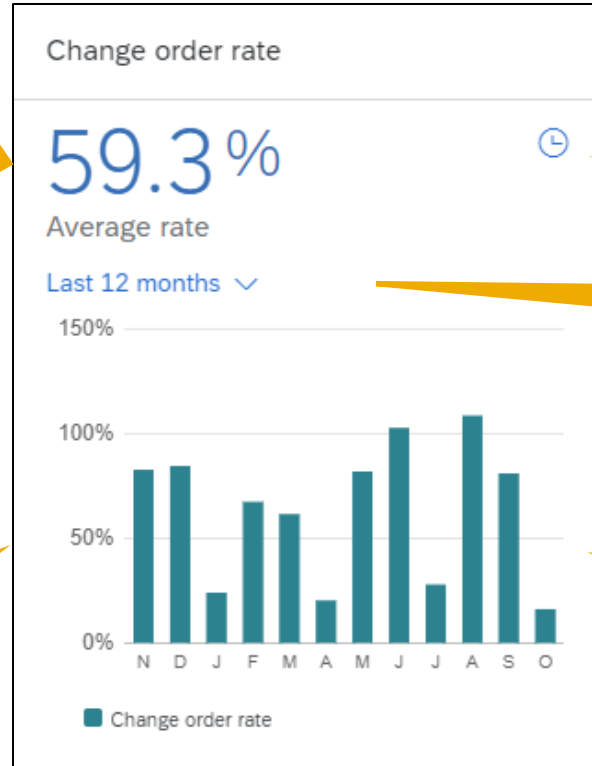 Change order rate
59.3%
Average rate
Last 12 months
150%
100%
50%
0%
N D J F M A M J J A S O
Change order rate